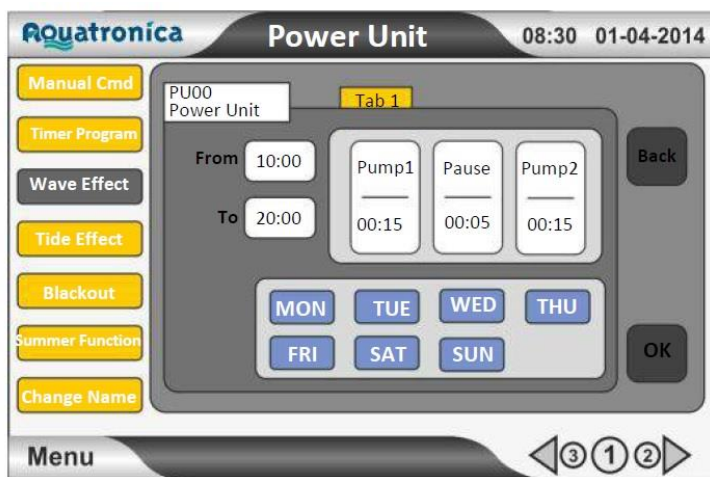 Aquatronica
Power Unit
08:30 01-04-2014
Manual Cmd
Timer Program
Wave Effect
Tide Effect
Blackout
Summer Function
Change Name
PU00
Power Unit
Tab 1
From 10:00
To 20:00
Pump1
00:15
Pause
00:05
Pump2
00:15
MON TUE WED THU
FRI SAT SUN
Back
OK
Menu
3 1 2